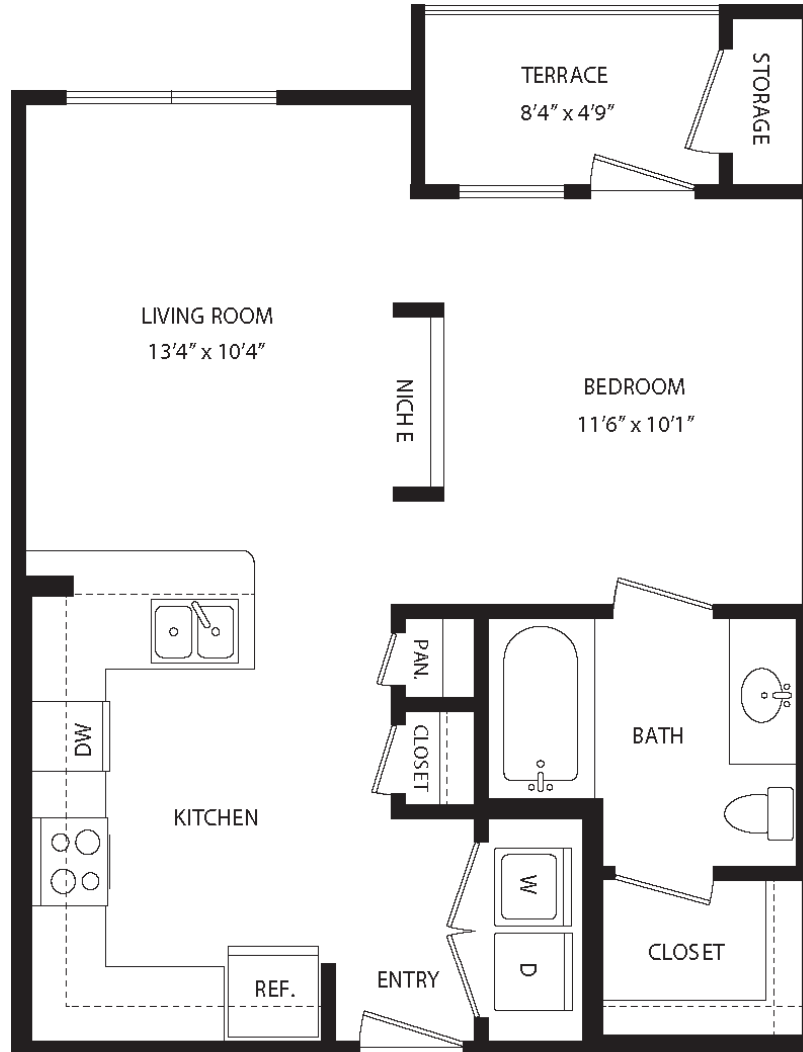 TERRACE
8'4” x 4'9”
STORAGE
LIVING ROOM
13'4” x 10'4”
NICHE
BEDROOM
11'6” x 10'1”
PAN.
CLOSET
DW
BATH
KITCHEN
W
D
REF.
ENTRY
CLOSET